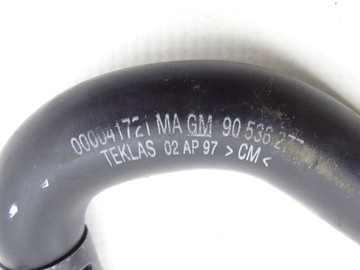 000041721 MA GM 90 536
TEKLAS 02 AP 97 > CM <